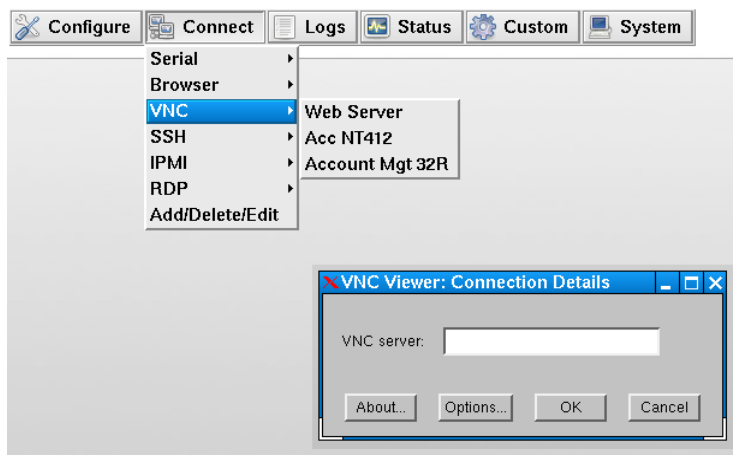 Configure Connect Logs Status Custom System
Serial
Browser
VNC Web Server
SSH Acc NT412
IPMI Account Mgt 32R
RDP
Add/Delete/Edit
VNC Viewer: Connection Details
VNC server:
About... Options... OK Cancel